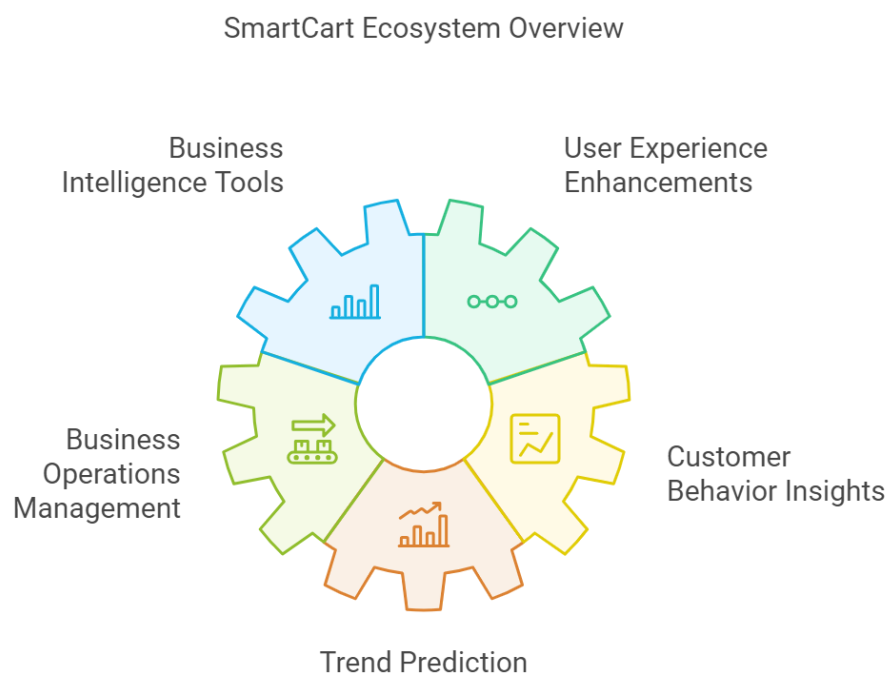 SmartCart Ecosystem Overview
Business
Intelligence Tools
User Experience
Enhancements
Business
Operations
Management
Customer
Behavior Insights
Trend Prediction